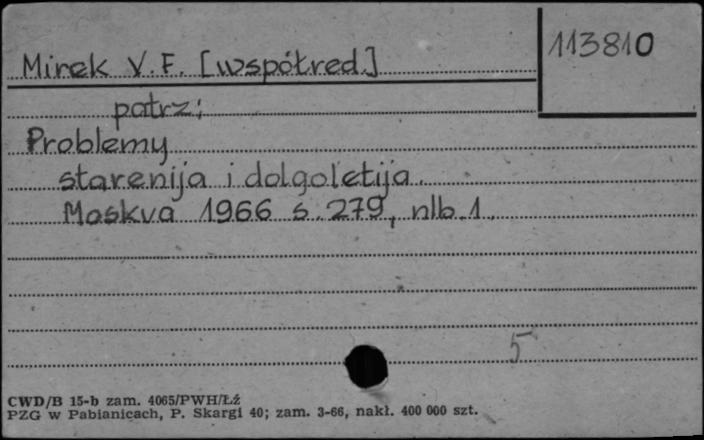 113810
Mirek V.F. [współred.]
patrz:
Problemy
starenija i dolgoletija.
Moskva 1966 s. 279, nlb. 1.
5
CWD/B 15-b zam. 4065/PWH/Łź
PZG w Pabianicach, P. Skargi 40; zam. 3-66, nakł. 400 000 szt.